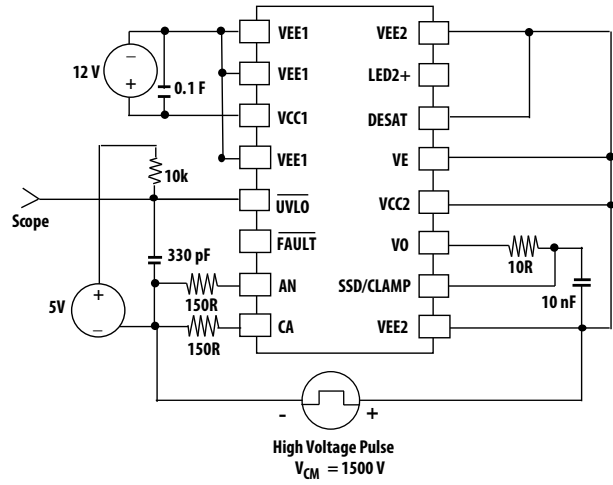 VEE1
VEE2
12 V
–
+
0.1 F
VEE1
LED2+
VCC1
DESAT
VEE1
VE
10k
UVLO
VCC2
Scope
FAULT
VO
10R
330 pF
AN
SSD/CLAMP
150R
10 nF
5V
+
–
CA
VEE2
150R
-
+
High Voltage Pulse
VCM = 1500 V